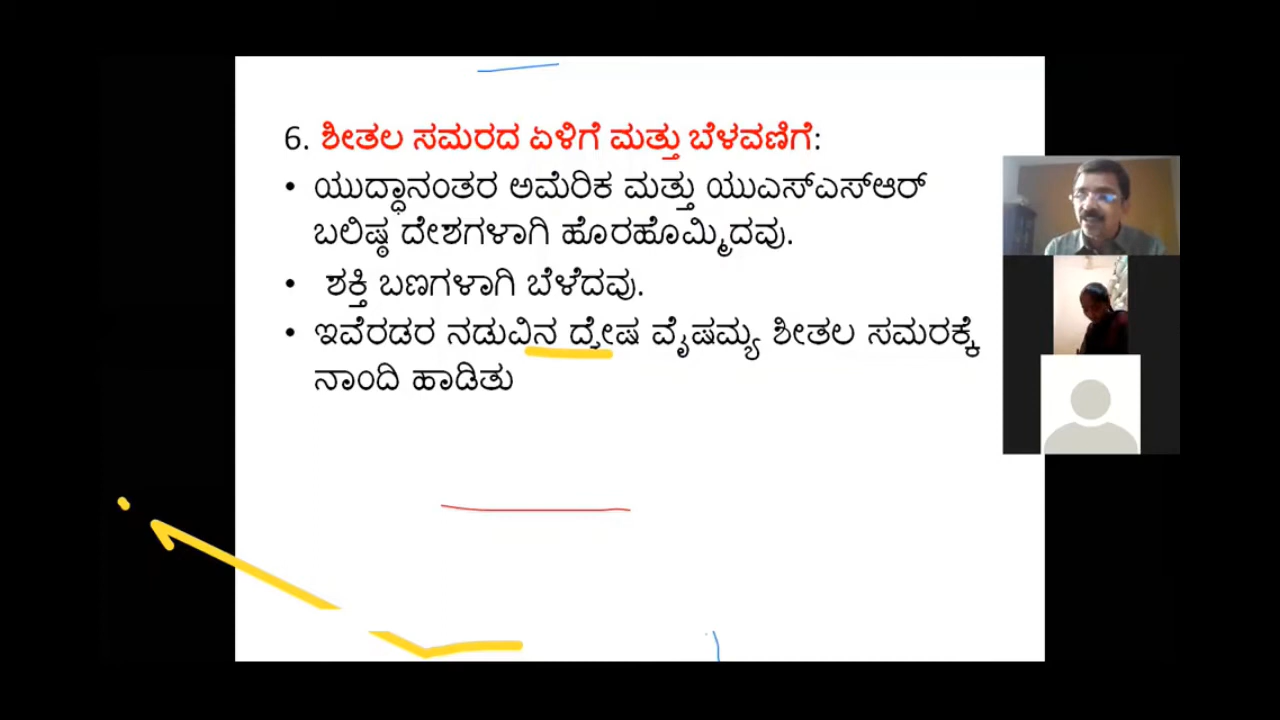 6. ಶೀತಲ ಸಮರದ ಏಳಿಗೆ ಮತ್ತು ಬೆಳವಣಿಗೆ:
• ಯುದ್ಧಾನಂತರ ಅಮೆರಿಕ ಮತ್ತು ಯುಎಸ್ಎಸ್ಆರ್
ಬಲಿಷ್ಠ ದೇಶಗಳಾಗಿ ಹೊರಹೊಮ್ಮಿದವು.
• ಶಕ್ತಿ ಬಣಗಳಾಗಿ ಬೆಳೆದವು.
• ಇವೆರಡರ ನಡುವಿನ ದ್ವೇಷ ವೈಷಮ್ಯ ಶೀತಲ ಸಮರಕ್ಕೆ
ನಾಂದಿ ಹಾಡಿತು